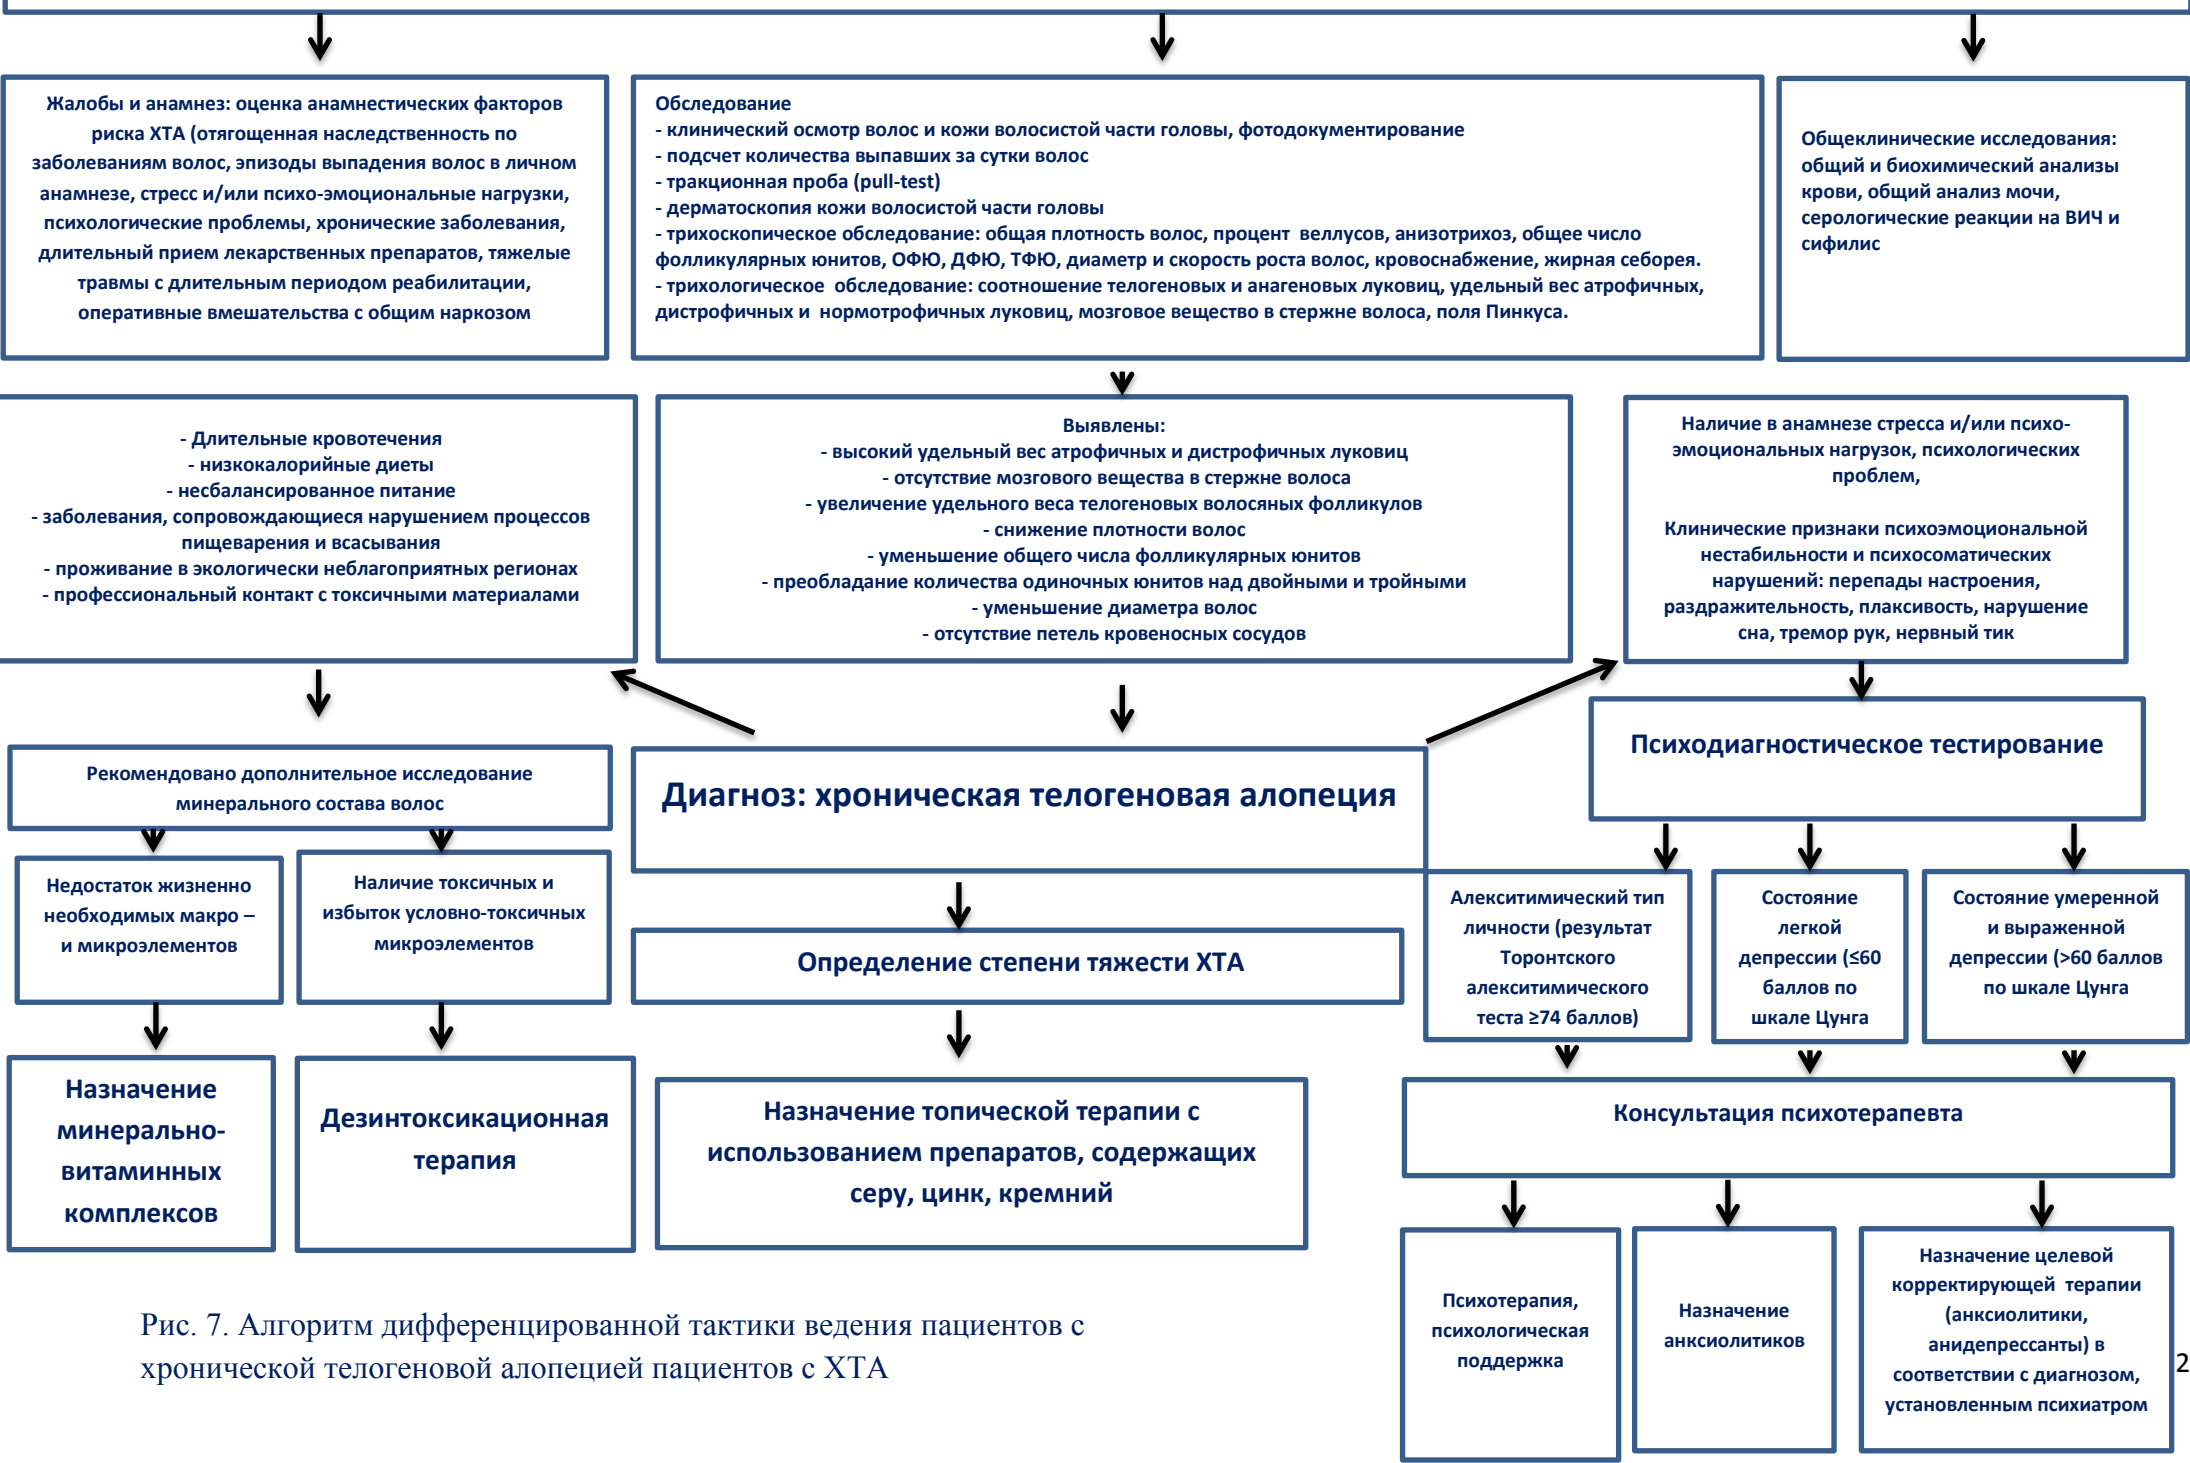 Жалобы и анамнез: оценка анамнестических факторов
риска ХТА (отягощенная наследственность по
заболеваниям волос, эпизоды выпадения волос в личном
анамнезе, стресс и/или психо-эмоциональные нагрузки,
психологические проблемы, хронические заболевания,
длительный прием лекарственных препаратов, тяжелые
травмы с длительным периодом реабилитации,
оперативные вмешательства с общим наркозом
Обследование
- клинический осмотр волос и кожи волосистой части головы, фотодокументирование
- подсчет количества выпавших за сутки волос
- тракционная проба (pull-test)
- дерматоскопия кожи волосистой части головы
- трихоскопическое обследование: общая плотность волос, процент веллусов, анизотрихоз, общее число
фолликулярных юнитов, ОФЮ, ДФЮ, ТФЮ, диаметр и скорость роста волос, кровоснабжение, жирная себорея.
- трихологическое обследование: соотношение телогеновых и анагеновых луковиц, удельный вес атрофичных,
дистрофичных и нормотрофичных луковиц, мозговое вещество в стержне волоса, поля Пинкуса.
Общеклинические исследования:
общий и биохимический анализы
крови, общий анализ мочи,
серологические реакции на ВИЧ и
сифилис
- Длительные кровотечения
- низкокалорийные диеты
- несбалансированное питание
- заболевания, сопровождающиеся нарушением процессов
пищеварения и всасывания
- проживание в экологически неблагоприятных регионах
- профессиональный контакт с токсичными материалами
Выявлены:
- высокий удельный вес атрофичных и дистрофичных луковиц
- отсутствие мозгового вещества в стержне волоса
- увеличение удельного веса телогеновых волосяных фолликулов
- снижение плотности волос
- уменьшение общего числа фолликулярных юнитов
- преобладание количества одиночных юнитов над двойными и тройными
- уменьшение диаметра волос
- отсутствие петель кровеносных сосудов
Наличие в анамнезе стресса и/или психо-
эмоциональных нагрузок, психологических
проблем,
Клинические признаки психоэмоциональной
нестабильности и психосоматических
нарушений: перепады настроения,
раздражительность, плаксивость, нарушение
сна, тремор рук, нервный тик
Рекомендовано дополнительное исследование
минерального состава волос
Диагноз: хроническая телогеновая алопеция
Психодиагностическое тестирование
Недостаток жизненно
необходимых макро –
и микроэлементов
Наличие токсичных и
избыток условно-токсичных
микроэлементов
Определение степени тяжести ХТА
Алекситимический тип
личности (результат
Торонтского
алекситимического
теста ≥74 баллов)
Состояние
легкой
депрессии (≤60
баллов по
шкале Цунга
Состояние умеренной
и выраженной
депрессии (>60 баллов
по шкале Цунга
Назначение
минерально-
витаминных
комплексов
Дезинтоксикационная
терапия
Назначение топической терапии с
использованием препаратов, содержащих
серу, цинк, кремний
Консультация психотерапевта
Психотерапия,
психологическая
поддержка
Назначение
анксиолитиков
Назначение целевой
корректирующей терапии
(анксиолитики,
анидепрессанты) в
соответствии с диагнозом,
установленным психиатром
Рис. 7. Алгоритм дифференцированной тактики ведения пациентов с
хронической телогеновой алопецией пациентов с ХТА
2